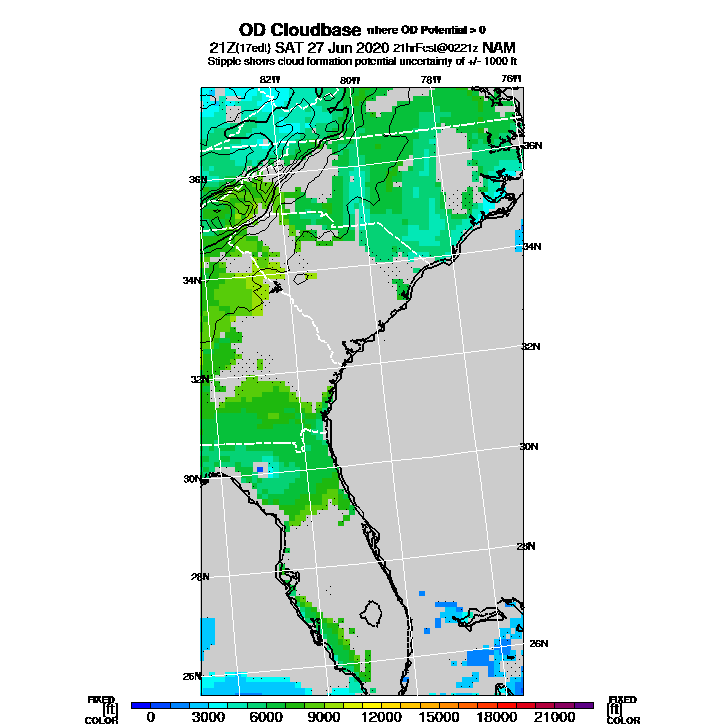 OD Cloudbase where OD Potential > 0
21Z(17edt) SAT 27 Jun 2020 21hrFcst@0221z NAM
Stipple shows cloud formation potential uncertainty of +/- 1000 ft
82W 80W 78W 76W
36N
36N
34N
34N
32N
32N
30N
30N
28N
28N
26N
26N
FIXED FIXED
[ft] 0 3000 6000 9000 12000 15000 18000 21000 [ft]
COLOR COLOR